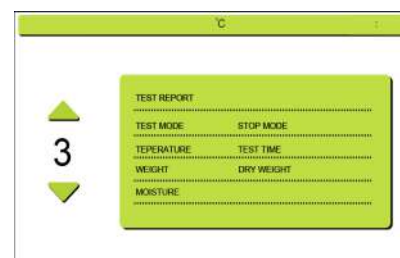 ℃ :
TEST REPORT
TEST MODE STOP MODE
TEPERATURE TEST TIME
3
WEIGHT DRY WEIGHT
MOISTURE